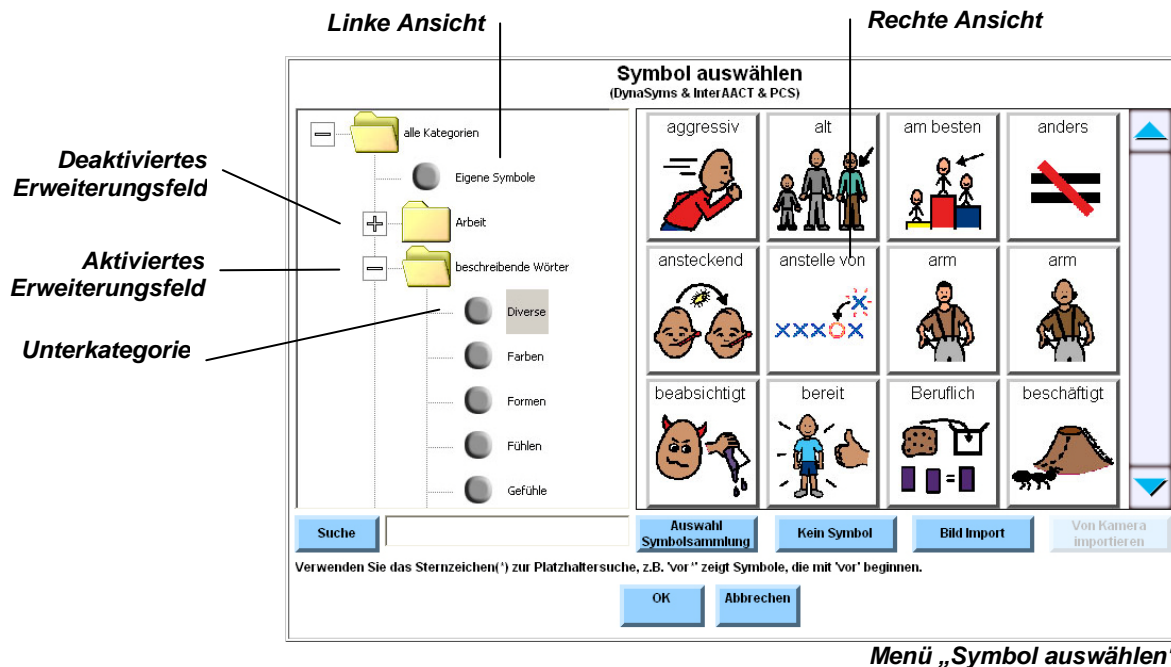 Linke Ansicht
Rechte Ansicht
Symbol auswählen
(DynaSyms & InterAACT & PCS)
Deaktiviertes
Erweiterungsfeld
Aktiviertes
Erweiterungsfeld
Unterkategorie
alle Kategorien
Eigene Symbole
Arbeit
beschreibende Wörter
Diverse
Farben
Formen
Fühlen
Gefühle
aggressiv
alt
am besten
anders
ansteckend
anstelle von
arm
arm
beabsichtigt
bereit
Beruflich
beschäftigt
Suche
Auswahl
Symbolsammlung
Kein Symbol
Bild Import
Von Kamera
importieren
Verwenden Sie das Sternzeichen(*) zur Platzhaltersuche, z.B. 'vor*' zeigt Symbole, die mit 'vor' beginnen.
OK
Abbrechen
Menü „Symbol auswählen“